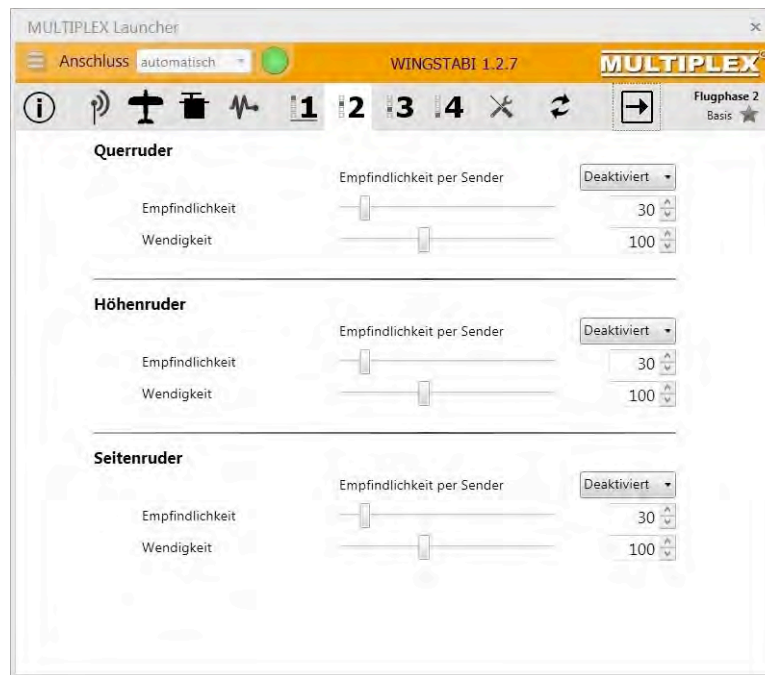 MULTIPLEX Launcher
Anschluss automatisch WINGSTABI 1.2.7 MULTIPLEX
1 2 3 4 Flugphase 2
Basis
Querruder
Empfindlichkeit per Sender Deaktiviert
Empfindlichkeit 30
Wendigkeit 100
Höhenruder
Empfindlichkeit per Sender Deaktiviert
Empfindlichkeit 30
Wendigkeit 100
Seitenruder
Empfindlichkeit per Sender Deaktiviert
Empfindlichkeit 30
Wendigkeit 100